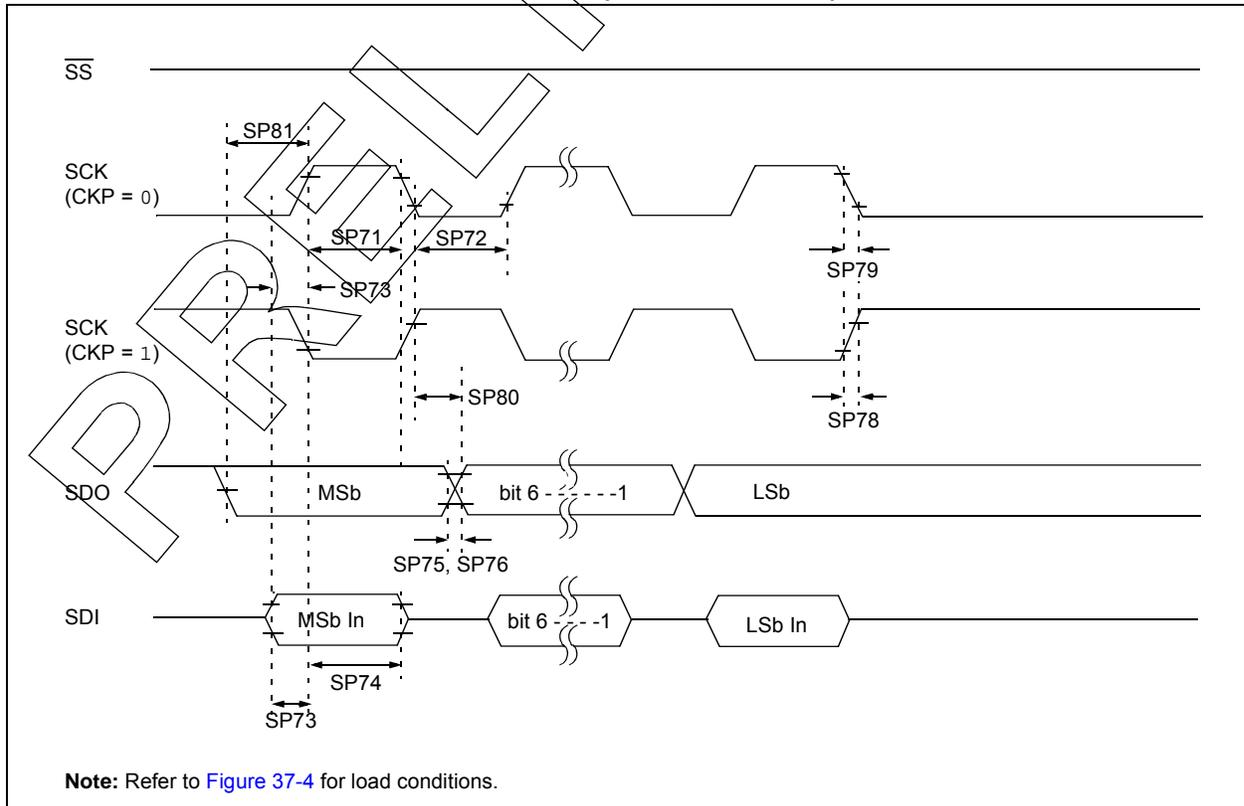 SS
SP81
SCK
(CKP = 0)
SP71
SP72
SP79
SP73
SCK
(CKP = 1)
SP80
SP78
SDO
MSb
bit 6 - - - - - -1
LSb
SP75, SP76
SDI
MSb In
bit 6 - - - -1
LSb In
SP74
SP73
Note: Refer to Figure 37-4 for load conditions.
PREL